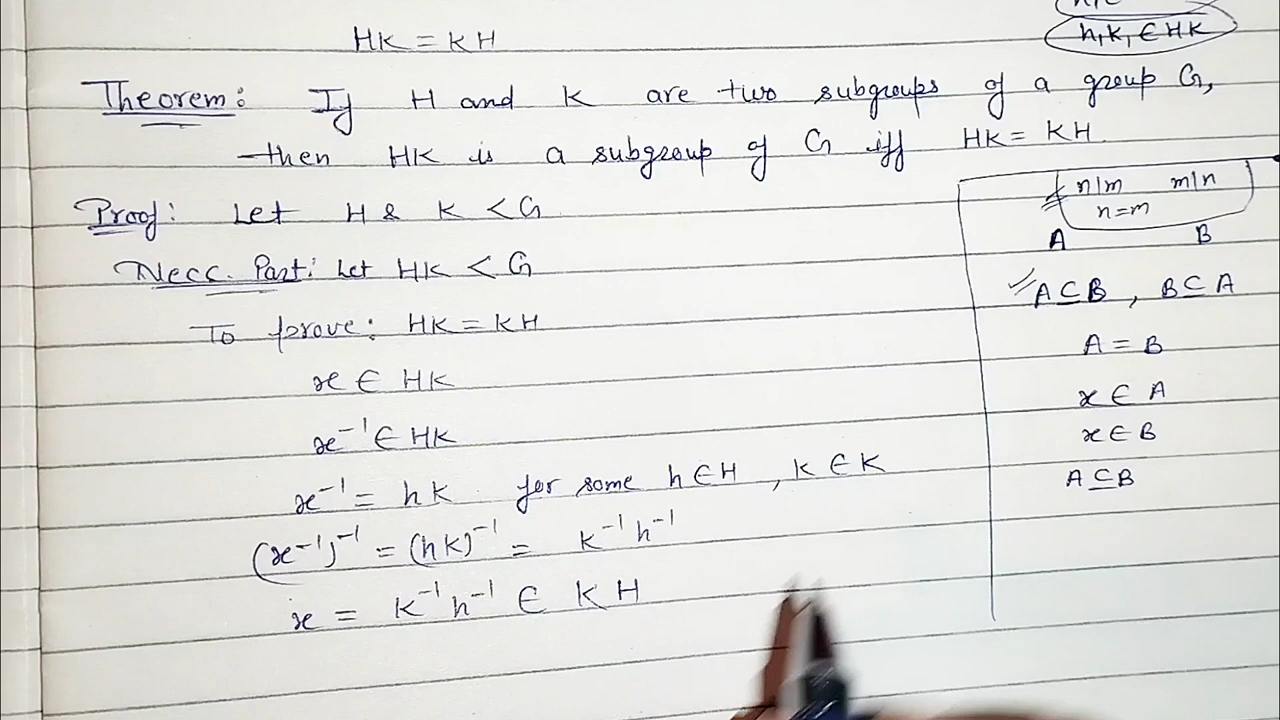 HK = KH
h₁k₁ ∈ HK
Theorem: If H and K are two subgroups of a group G,
then HK is a subgroup of G iff HK = KH.
Proof: Let H & K < G
Necc. Part: Let HK < G
To prove: HK = KH
x ∈ HK
x⁻¹ ∈ HK
x⁻¹ = hk for some h ∈ H, k ∈ K
(x⁻¹)⁻¹ = (hk)⁻¹ = k⁻¹h⁻¹
x = k⁻¹h⁻¹ ∈ KH
n|m m|n
n=m
A B
A ⊆ B, B ⊆ A
A = B
x ∈ A
x ∈ B
A ⊆ B